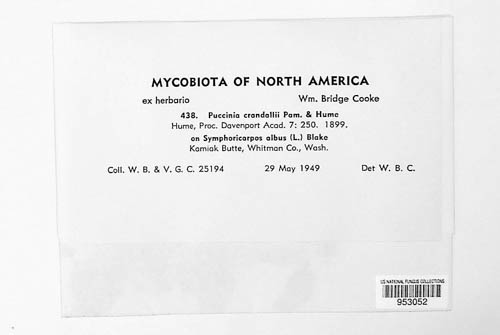 MYCOBIOTA OF NORTH AMERICA
ex herbario Wm. Bridge Cooke
438. Puccinia crandallii Pam. & Hume
Hume, Proc. Davenport Acad. 7: 250. 1899.
on Symphoricarpos albus (L.) Blake
Kamiak Butte, Whitman Co., Wash.
Coll. W. B. & V. G. C. 25194 29 May 1949 Det W. B. C.
US NATIONAL FUNGUS COLLECTIONS
953052